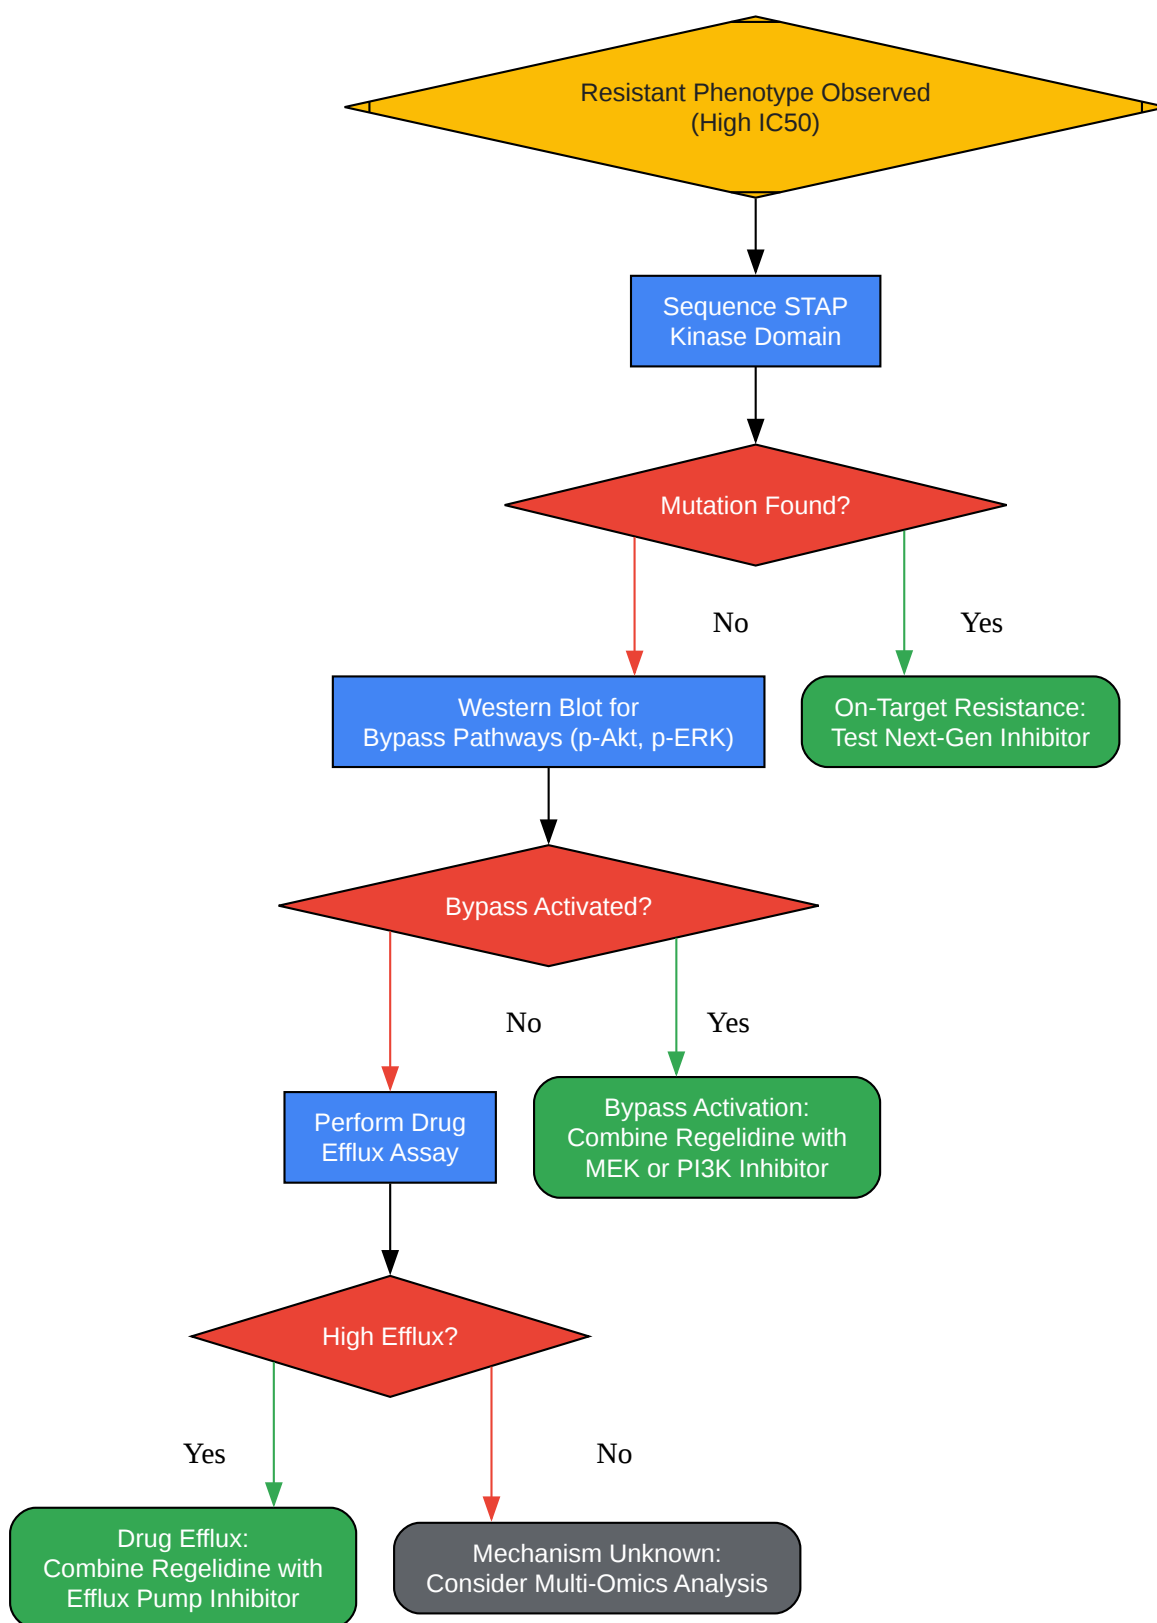 Resistant Phenotype Observed
(High IC50)
Sequence STAP
Kinase Domain
Mutation Found?
No
Yes
Western Blot for
Bypass Pathways (p-Akt, p-ERK)
On-Target Resistance:
Test Next-Gen Inhibitor
Bypass Activated?
No
Yes
Perform Drug
Efflux Assay
Bypass Activation:
Combine Regelidine with
MEK or PI3K Inhibitor
High Efflux?
Yes
No
Drug Efflux:
Combine Regelidine with
Efflux Pump Inhibitor
Mechanism Unknown:
Consider Multi-Omics Analysis